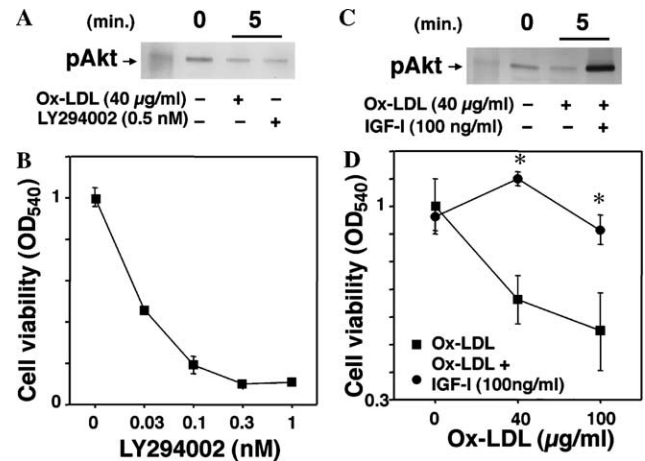 A
(min.) 0 5
pAkt →
Ox-LDL (40 µg/ml) – + –
LY294002 (0.5 nM) – – +
B
Cell viability (OD540)
1
0
0 0.03 0.1 0.3 1
LY294002 (nM)
C
(min.) 0 5
pAkt →
Ox-LDL (40 µg/ml) – + +
IGF-I (100 ng/ml) – – +
D
Cell viability (OD540)
1
0.3
*
*
■ Ox-LDL
Ox-LDL +
● IGF-I (100ng/ml)
0 40 100
Ox-LDL (µg/ml)